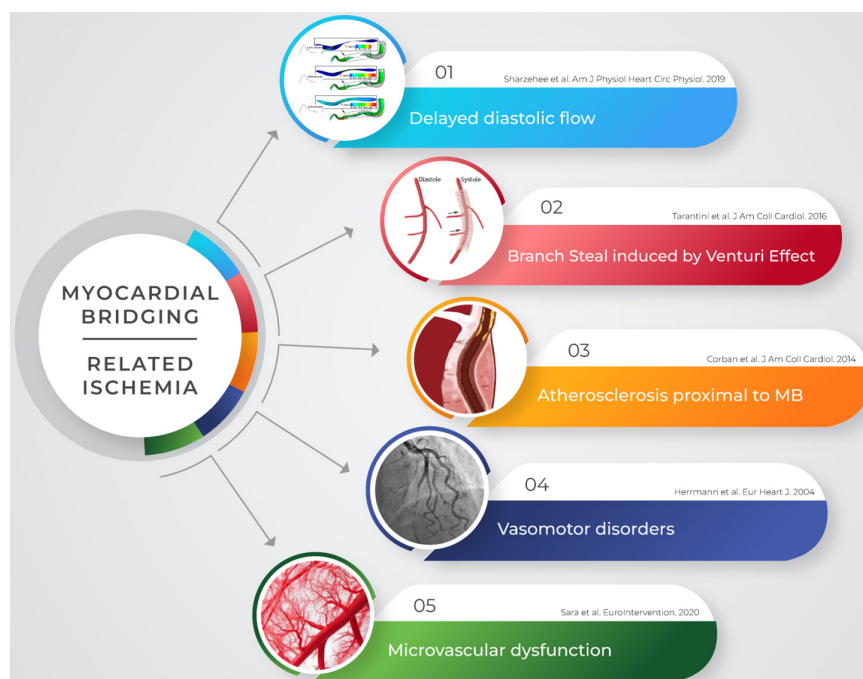 MYOCARDIAL
BRIDGING
RELATED
ISCHEMIA
01
Sharzehee et al. Am J Physiol Heart Circ Physiol. 2019
Delayed diastolic flow
Diastole
Systole
02
Tarantini et al. J Am Coll Cardiol. 2016
Branch Steal induced by Venturi Effect
03
Corban et al. J Am Coll Cardiol. 2014
Atherosclerosis proximal to MB
04
Herrmann et al. Eur Heart J. 2004
Vasomotor disorders
05
Sara et al. EuroIntervention. 2020
Microvascular dysfunction